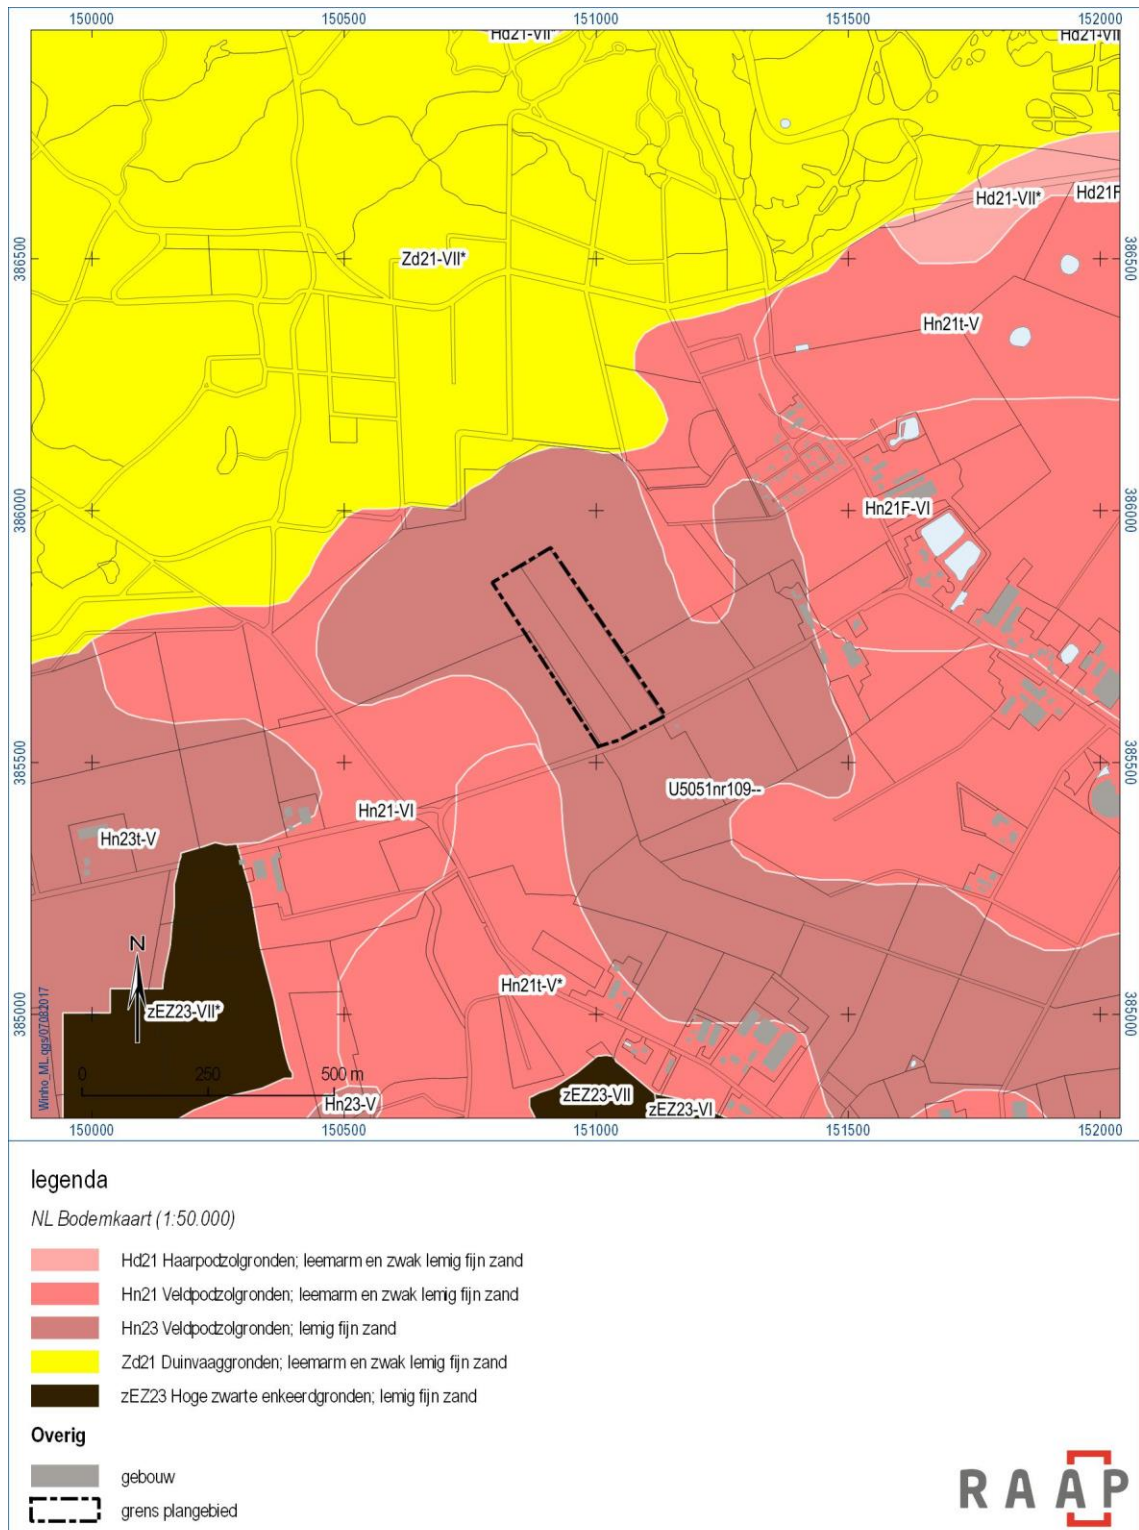 150000 150500 151000 151500 152000
Hd21-VII*
Hd21-VII
Hd21-VII*
Hd21F
386500
Zd21-VII*
386500
Hn21t-V
386000
Hn21F-VI
386000
385500
385500
U5051nr109--
Hn21-VI
Hn23t-V
N
Hn21t-V*
385000
zEZ23-VII*
385000
Winho_ML.qgs/07082017
0 250 500 m
Hn23-V
zEZ23-VII
zEZ23-VI
150000 150500 151000 151500 152000
legenda
NL Bodemkaart (1:50.000)
Hd21 Haarpodzolgronden; leemarm en zwak lemig fijn zand
Hn21 Veldpodzolgronden; leemarm en zwak lemig fijn zand
Hn23 Veldpodzolgronden; lemig fijn zand
Zd21 Duinvaaggronden; leemarm en zwak lemig fijn zand
zEZ23 Hoge zwarte enkeerdgronden; lemig fijn zand
Overig
gebouw
grens plangebied
RAAP